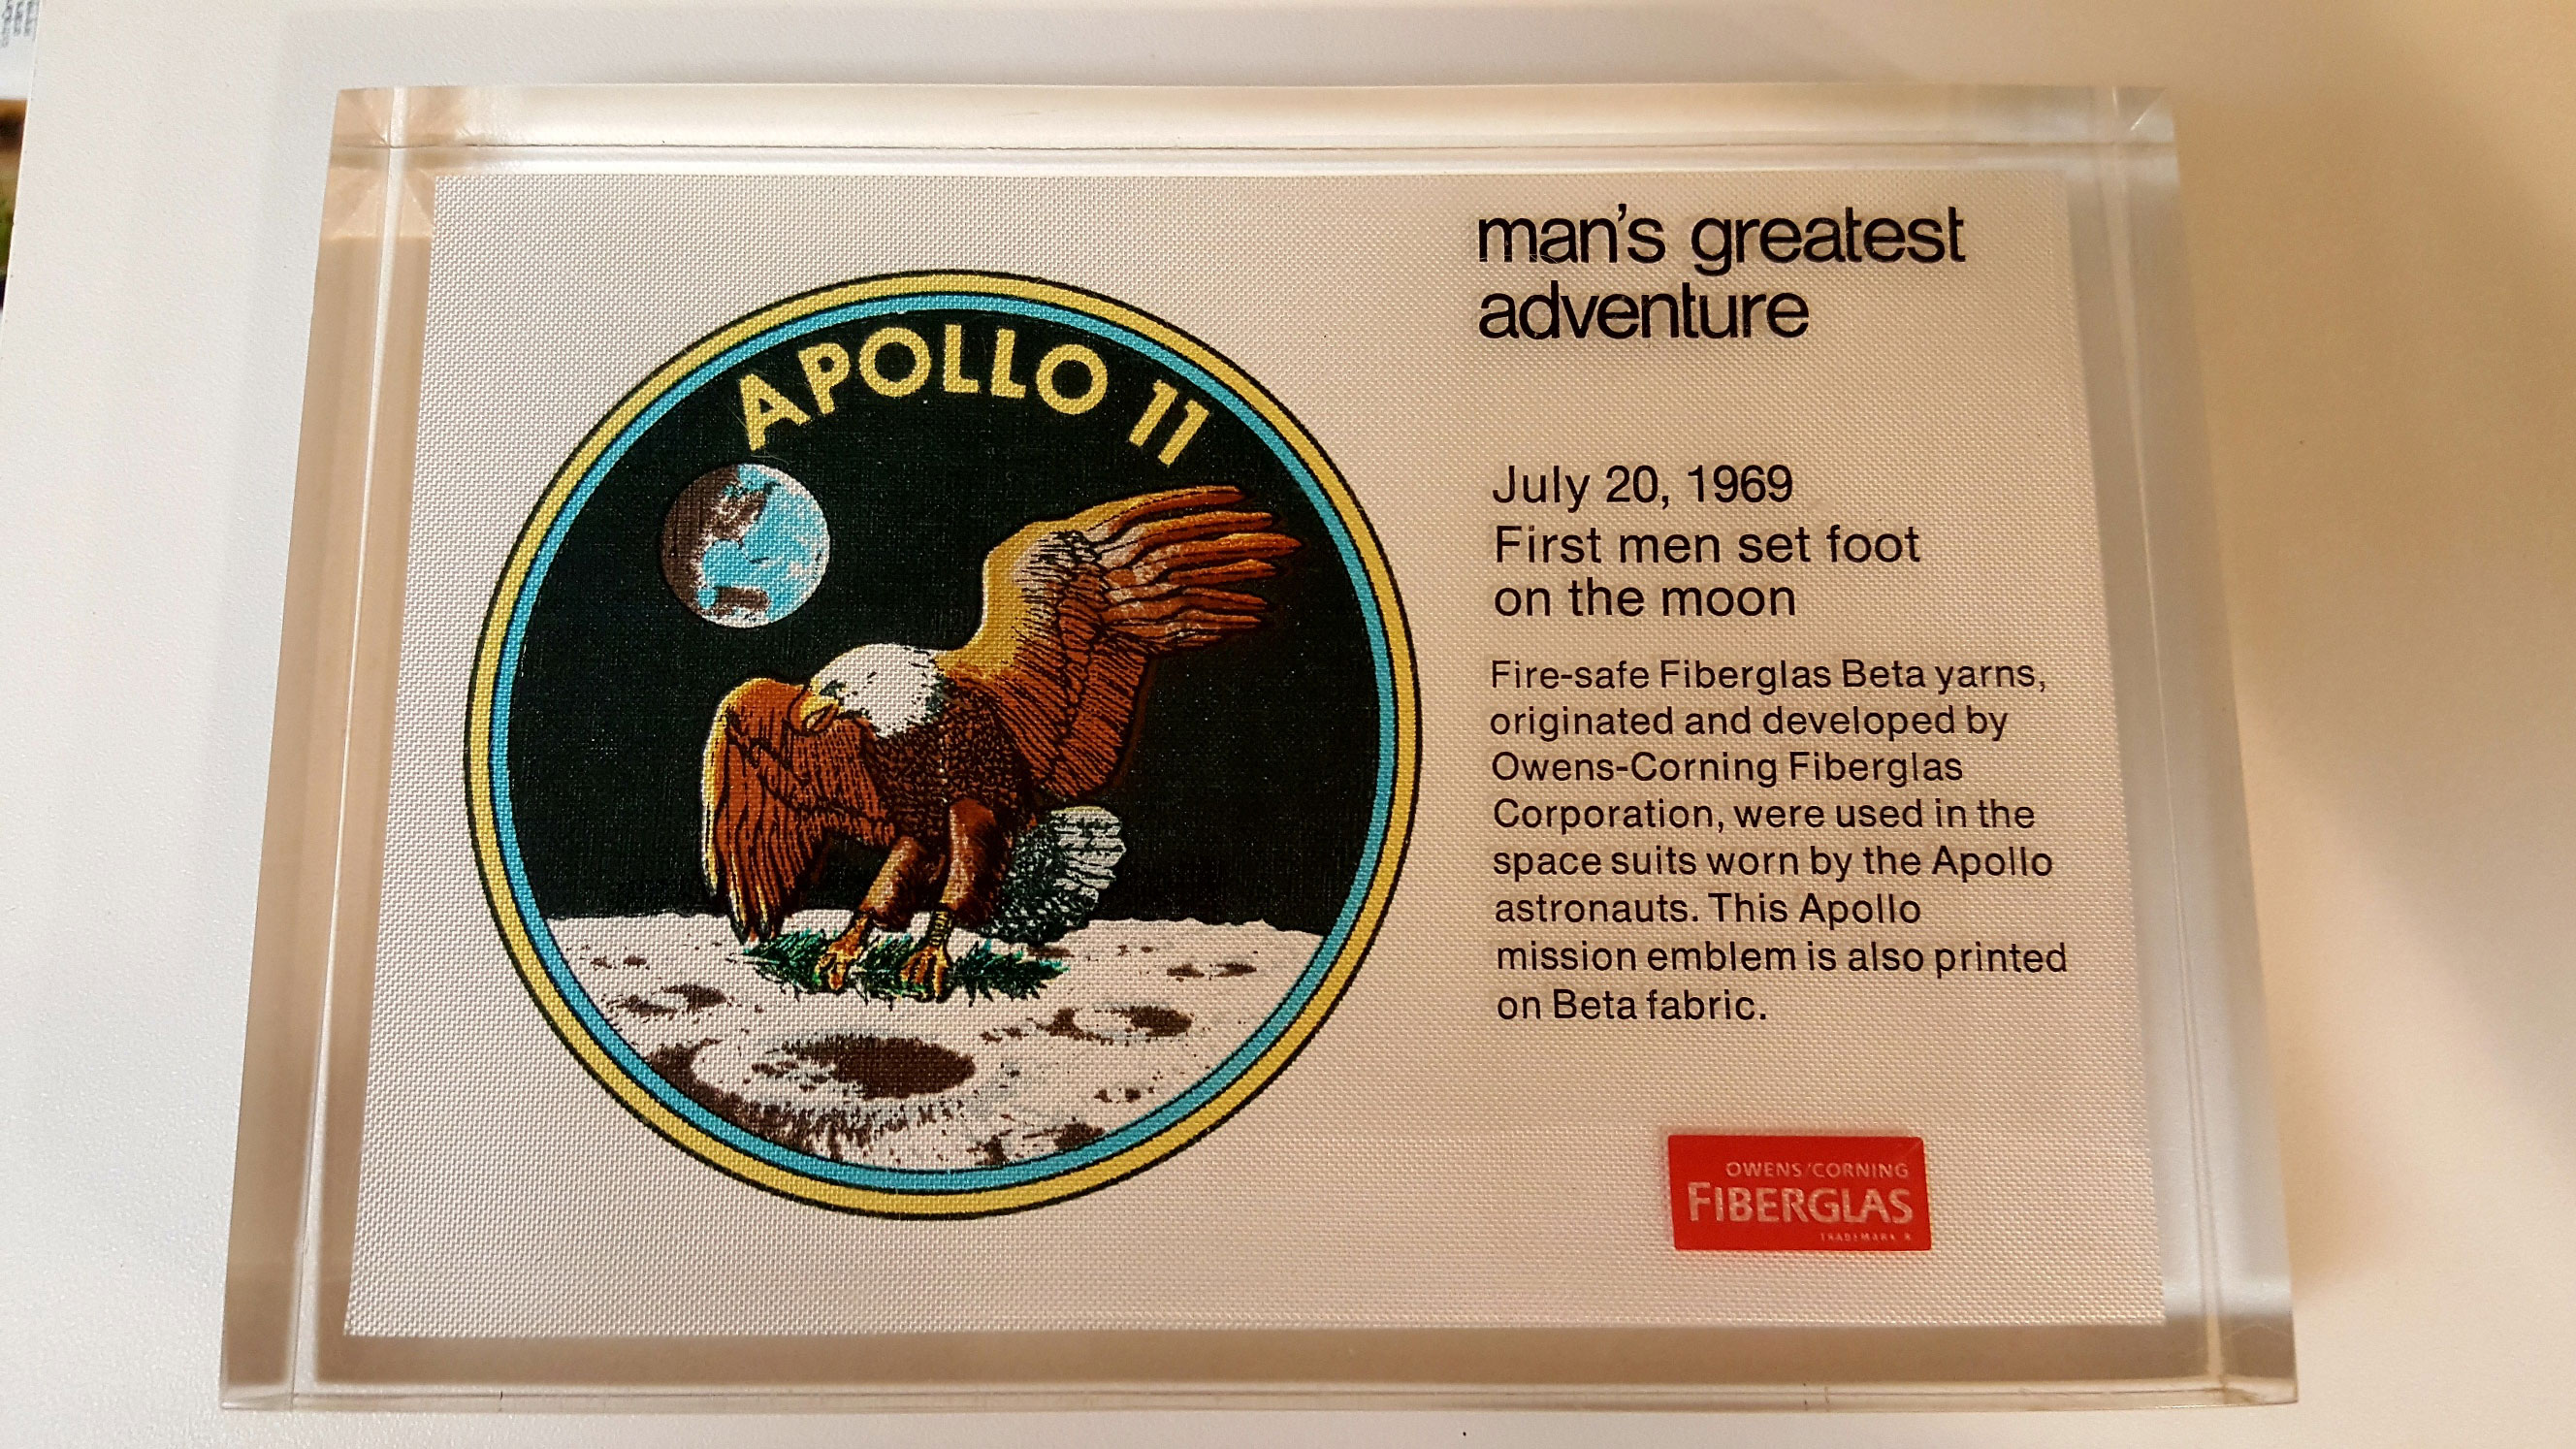 APOLLO 11
man's greatest
adventure
July 20, 1969
First men set foot
on the moon
Fire-safe Fiberglas Beta yarns,
originated and developed by
Owens-Corning Fiberglas
Corporation, were used in the
space suits worn by the Apollo
astronauts. This Apollo
mission emblem is also printed
on Beta fabric.
OWENS/CORNING
FIBERGLAS
TRADEMARK ®